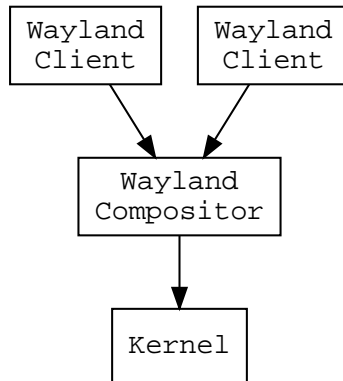 Wayland
Client
Wayland
Client
Wayland
Compositor
Kernel